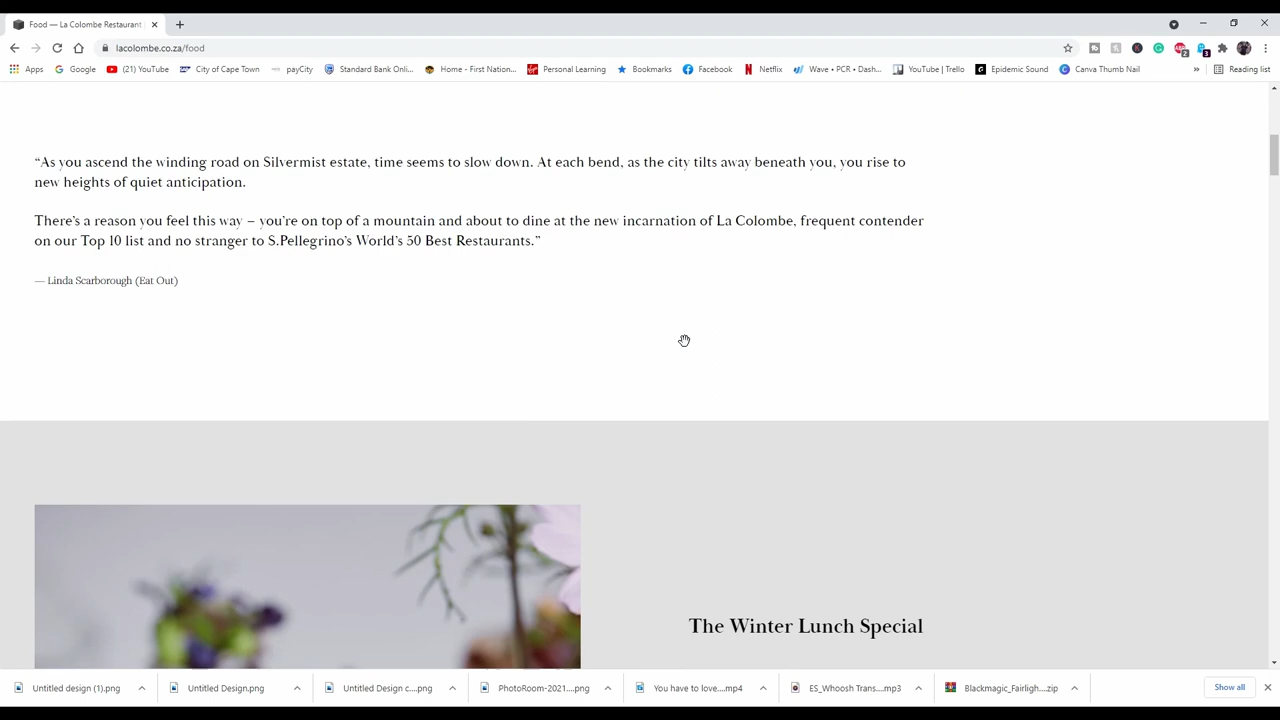 Food — La Colombe Restaurant
lacolombe.co.za/food
2
3
Apps
Google
(21) YouTube
City of Cape Town
payCity
Standard Bank Onli...
Home - First Nation...
Personal Learning
Bookmarks
Facebook
Netflix
Wave • PCR • Dash...
YouTube | Trello
Epidemic Sound
Canva Thumb Nail
»
Reading list
“As you ascend the winding road on Silvermist estate, time seems to slow down. At each bend, as the city tilts away beneath you, you rise to
new heights of quiet anticipation.
There’s a reason you feel this way – you’re on top of a mountain and about to dine at the new incarnation of La Colombe, frequent contender
on our Top 10 list and no stranger to S.Pellegrino’s World’s 50 Best Restaurants.”
— Linda Scarborough (Eat Out)
The Winter Lunch Special
Untitled design (1).png
Untitled Design.png
Untitled Design c....png
PhotoRoom-2021....png
You have to love....mp4
ES_Whoosh Trans....mp3
Blackmagic_Fairligh....zip
Show all